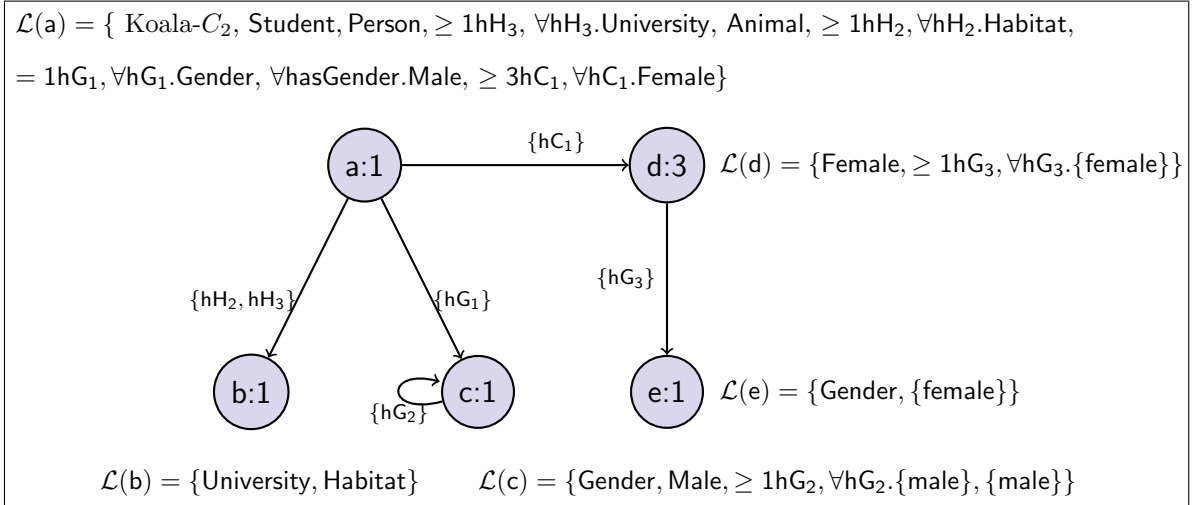 ℒ(a) = { Koala-C₂, Student, Person, ≥ 1hH₃, ∀hH₃.University, Animal, ≥ 1hH₂, ∀hH₂.Habitat,
= 1hG₁, ∀hG₁.Gender, ∀hasGender.Male, ≥ 3hC₁, ∀hC₁.Female}
{hC₁}
a:1
d:3
ℒ(d) = {Female, ≥ 1hG₃, ∀hG₃.{female}}
{hG₃}
{hH₂, hH₃}
{hG₁}
b:1
c:1
{hG₂}
e:1
ℒ(e) = {Gender, {female}}
ℒ(b) = {University, Habitat}
ℒ(c) = {Gender, Male, ≥ 1hG₂, ∀hG₂.{male}, {male}}